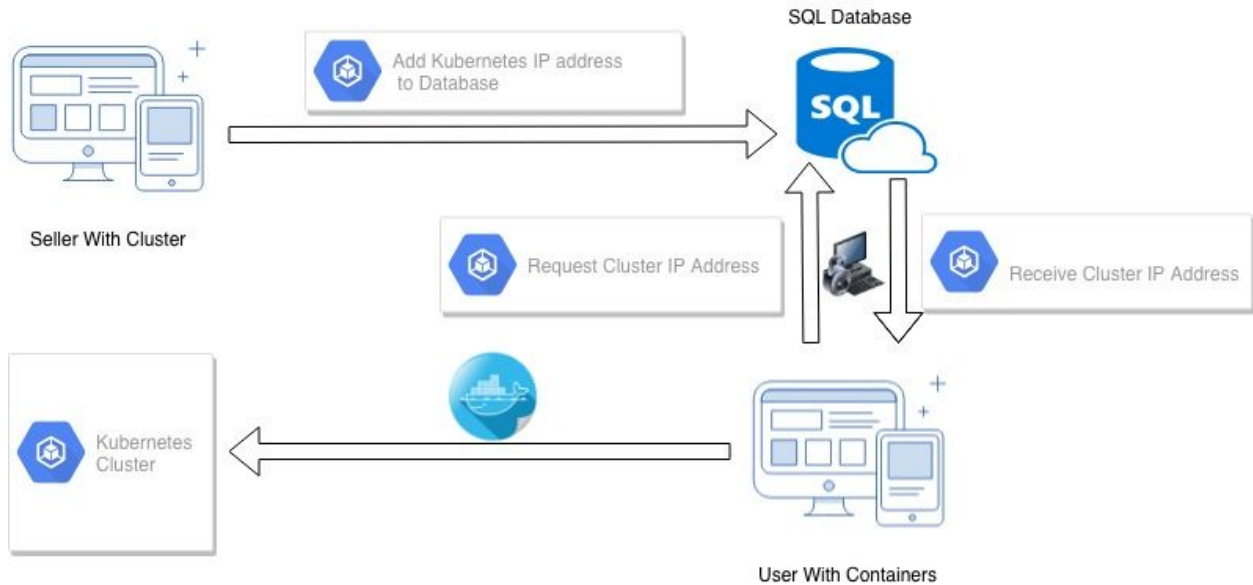 SQL Database
Add Kubernetes IP address
to Database
SQL
Seller With Cluster
Request Cluster IP Address
Receive Cluster IP Address
Kubernetes
Cluster
User With Containers